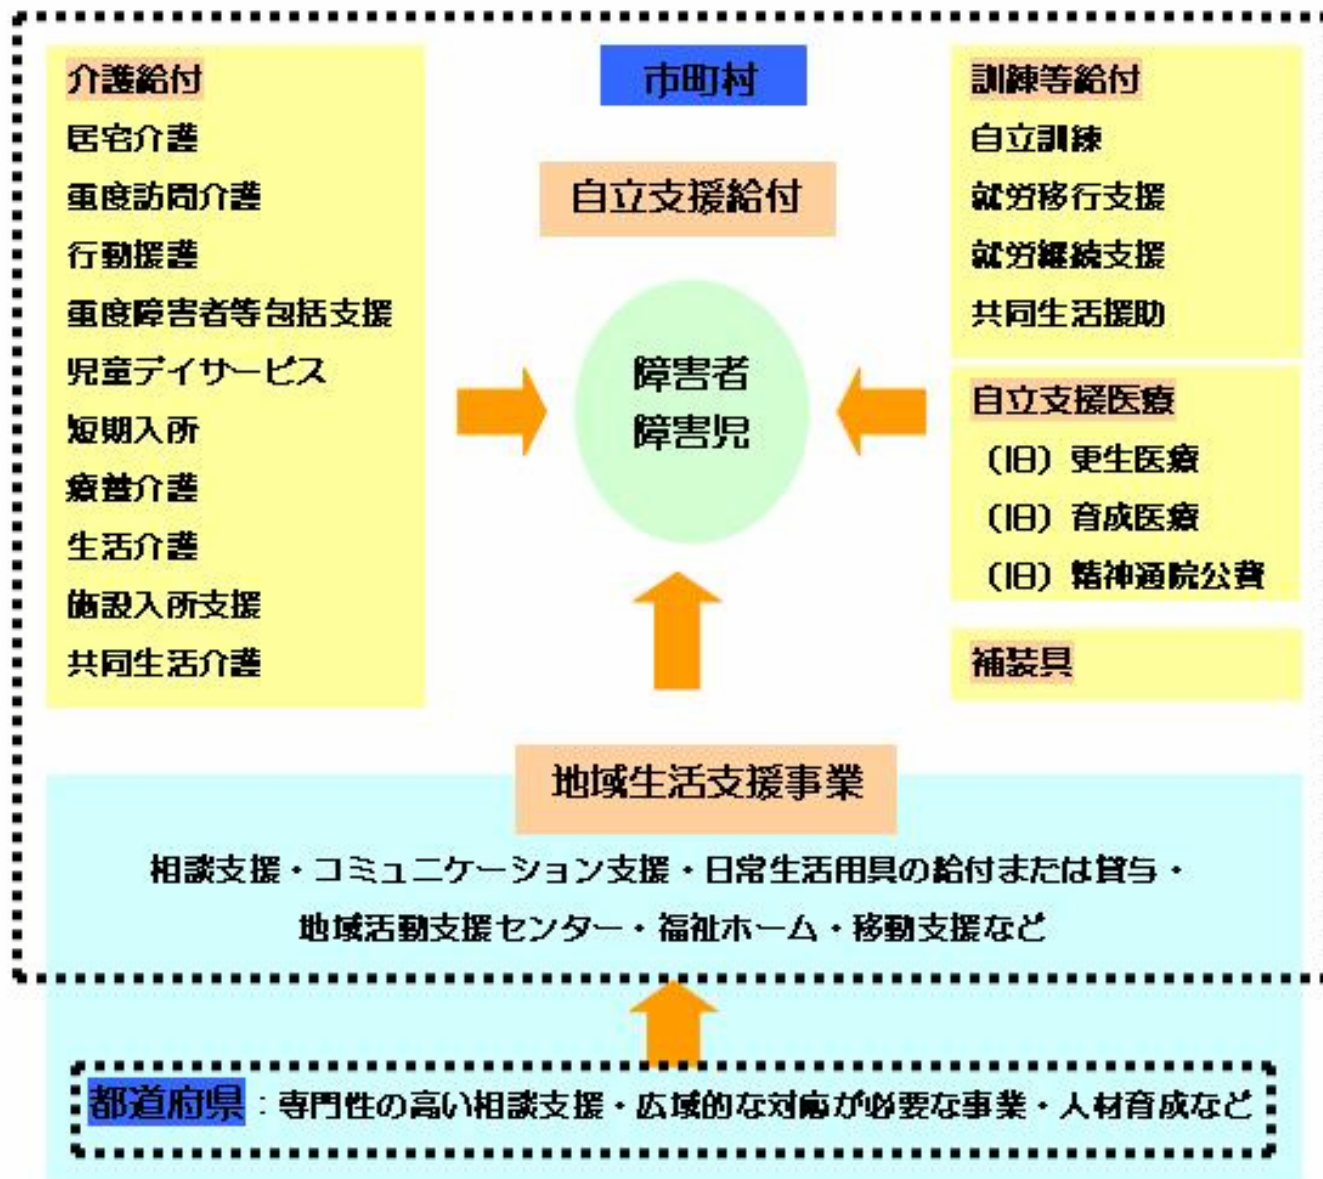 市町村
自立支援給付
介護給付
居宅介護
重度訪問介護
行動援護
重度障害者等包括支援
児童デイサービス
短期入所
療養介護
生活介護
施設入所支援
共同生活介護
障害者
障害児
訓練等給付
自立訓練
就労移行支援
就労継続支援
共同生活援助
自立支援医療
(旧) 更生医療
(旧) 育成医療
(旧) 精神通院公費
補装具
地域生活支援事業
相談支援・コミュニケーション支援・日常生活用具の給付または貸与・
地域活動支援センター・福祉ホーム・移動支援など
都道府県:専門性の高い相談支援・広域的な対応が必要な事業・人材育成など